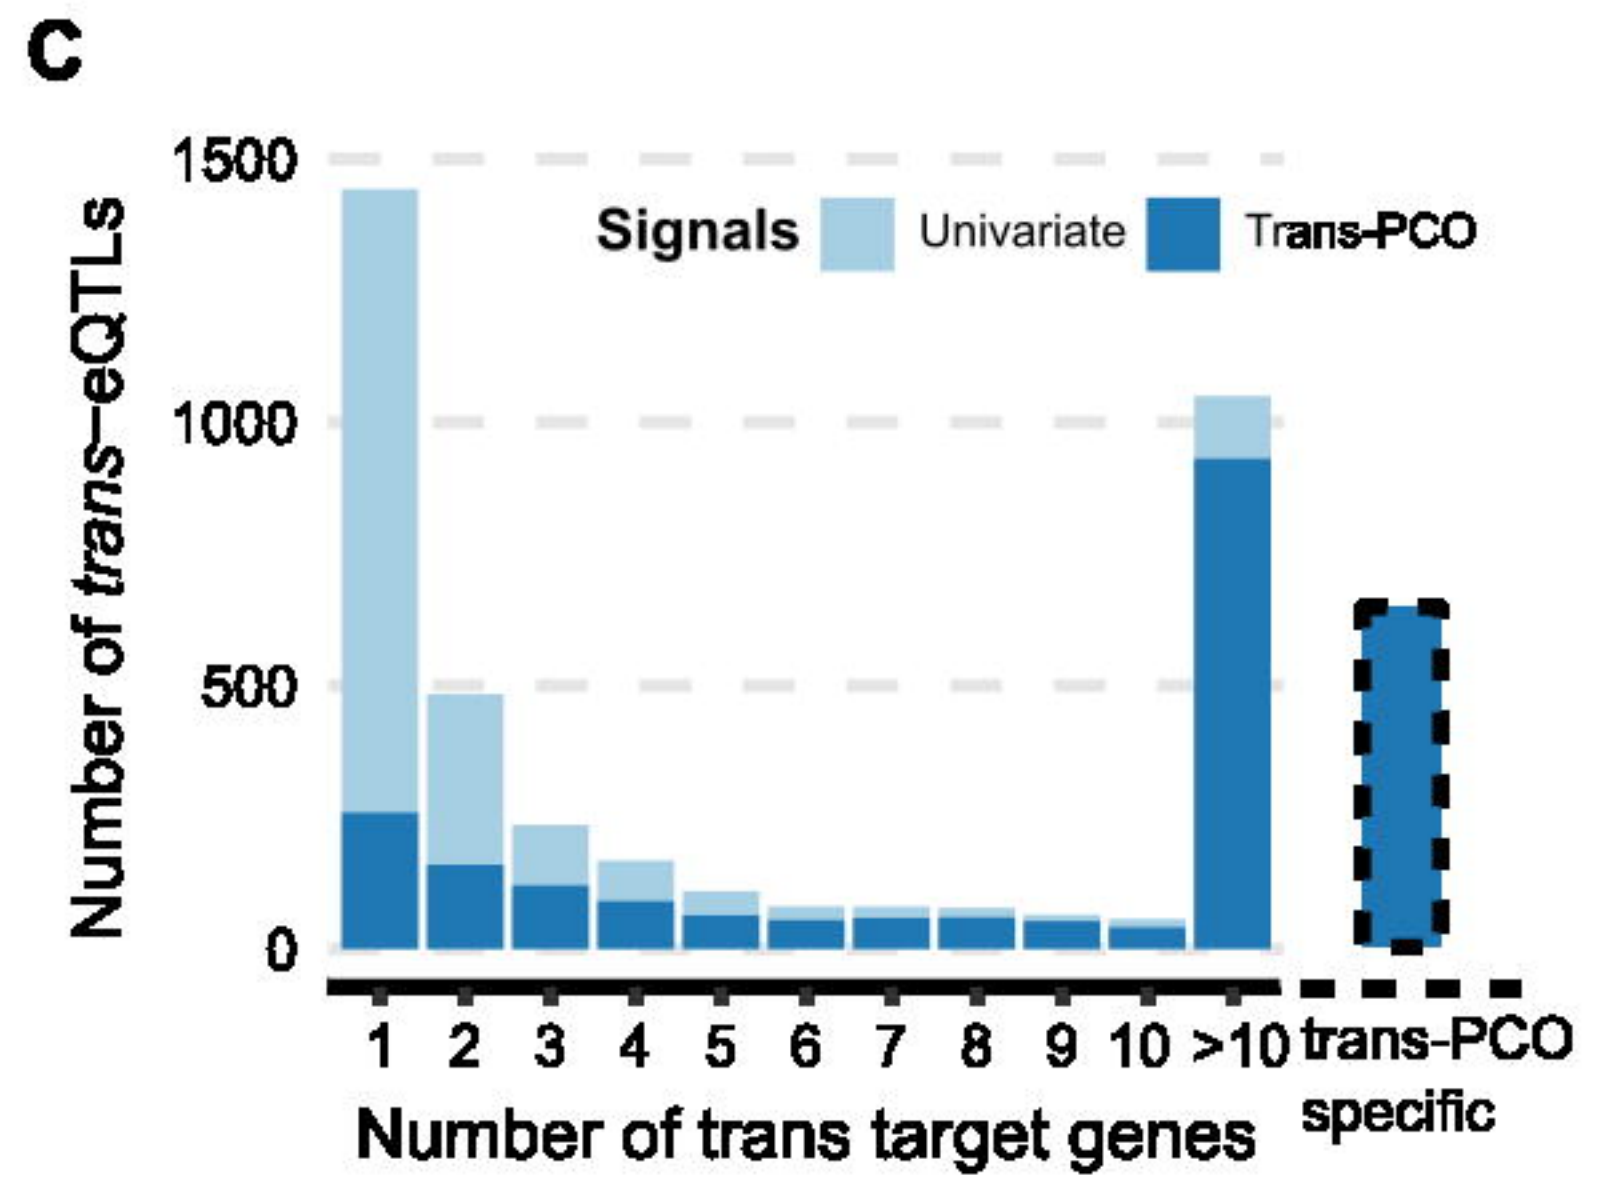 C
Number of trans-eQTLs
1500
1000
500
0
Signals Univariate Trans-PCO
1 2 3 4 5 6 7 8 9 10 >10
trans-PCO
specific
Number of trans target genes